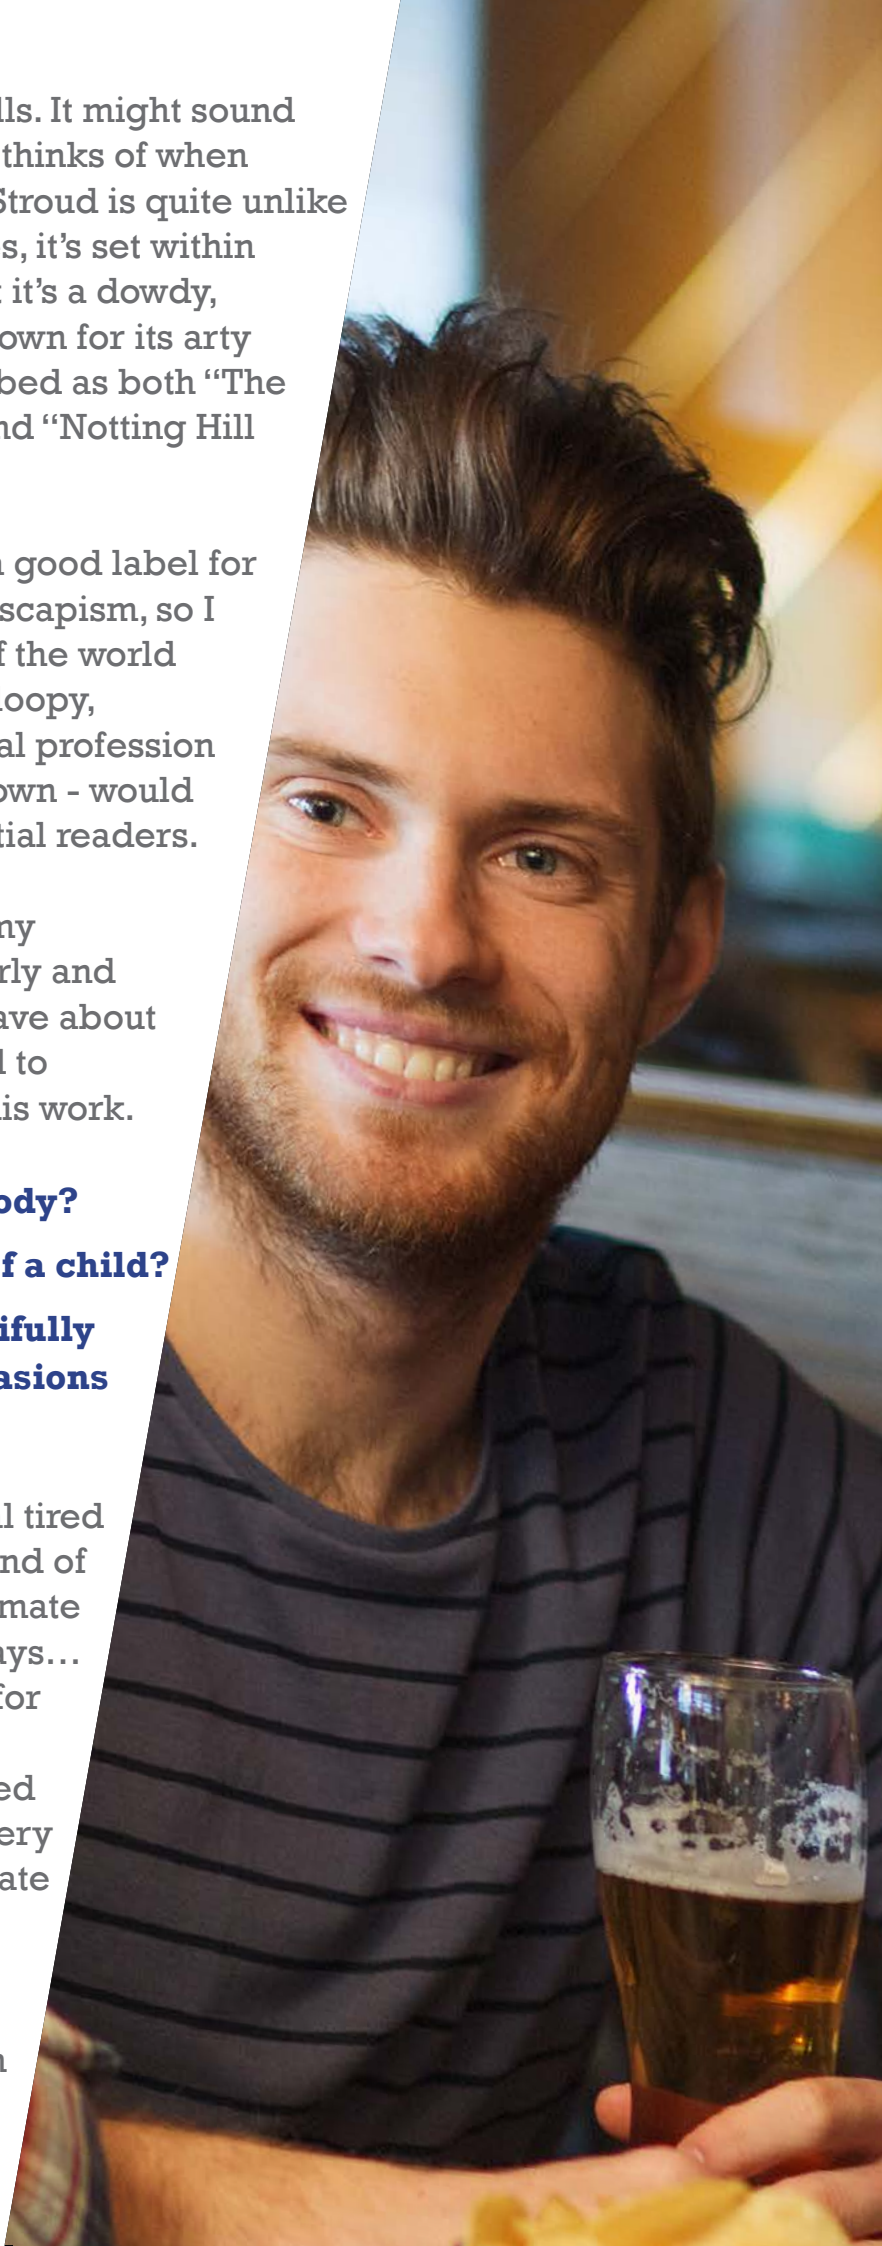 lls. It might sound
thinks of when
Stroud is quite unlike
s, it’s set within
it’s a dowdy,
own for its arty
bed as both “The
nd “Notting Hill
good label for
scapism, so I
f the world
loopy,
al profession
own - would
tial readers.
my
rly and
ave about
l to
is work.
ody?
f a child?
ifully
asions
l tired
nd of
mate
ays…
for
ed
ery
ate
n